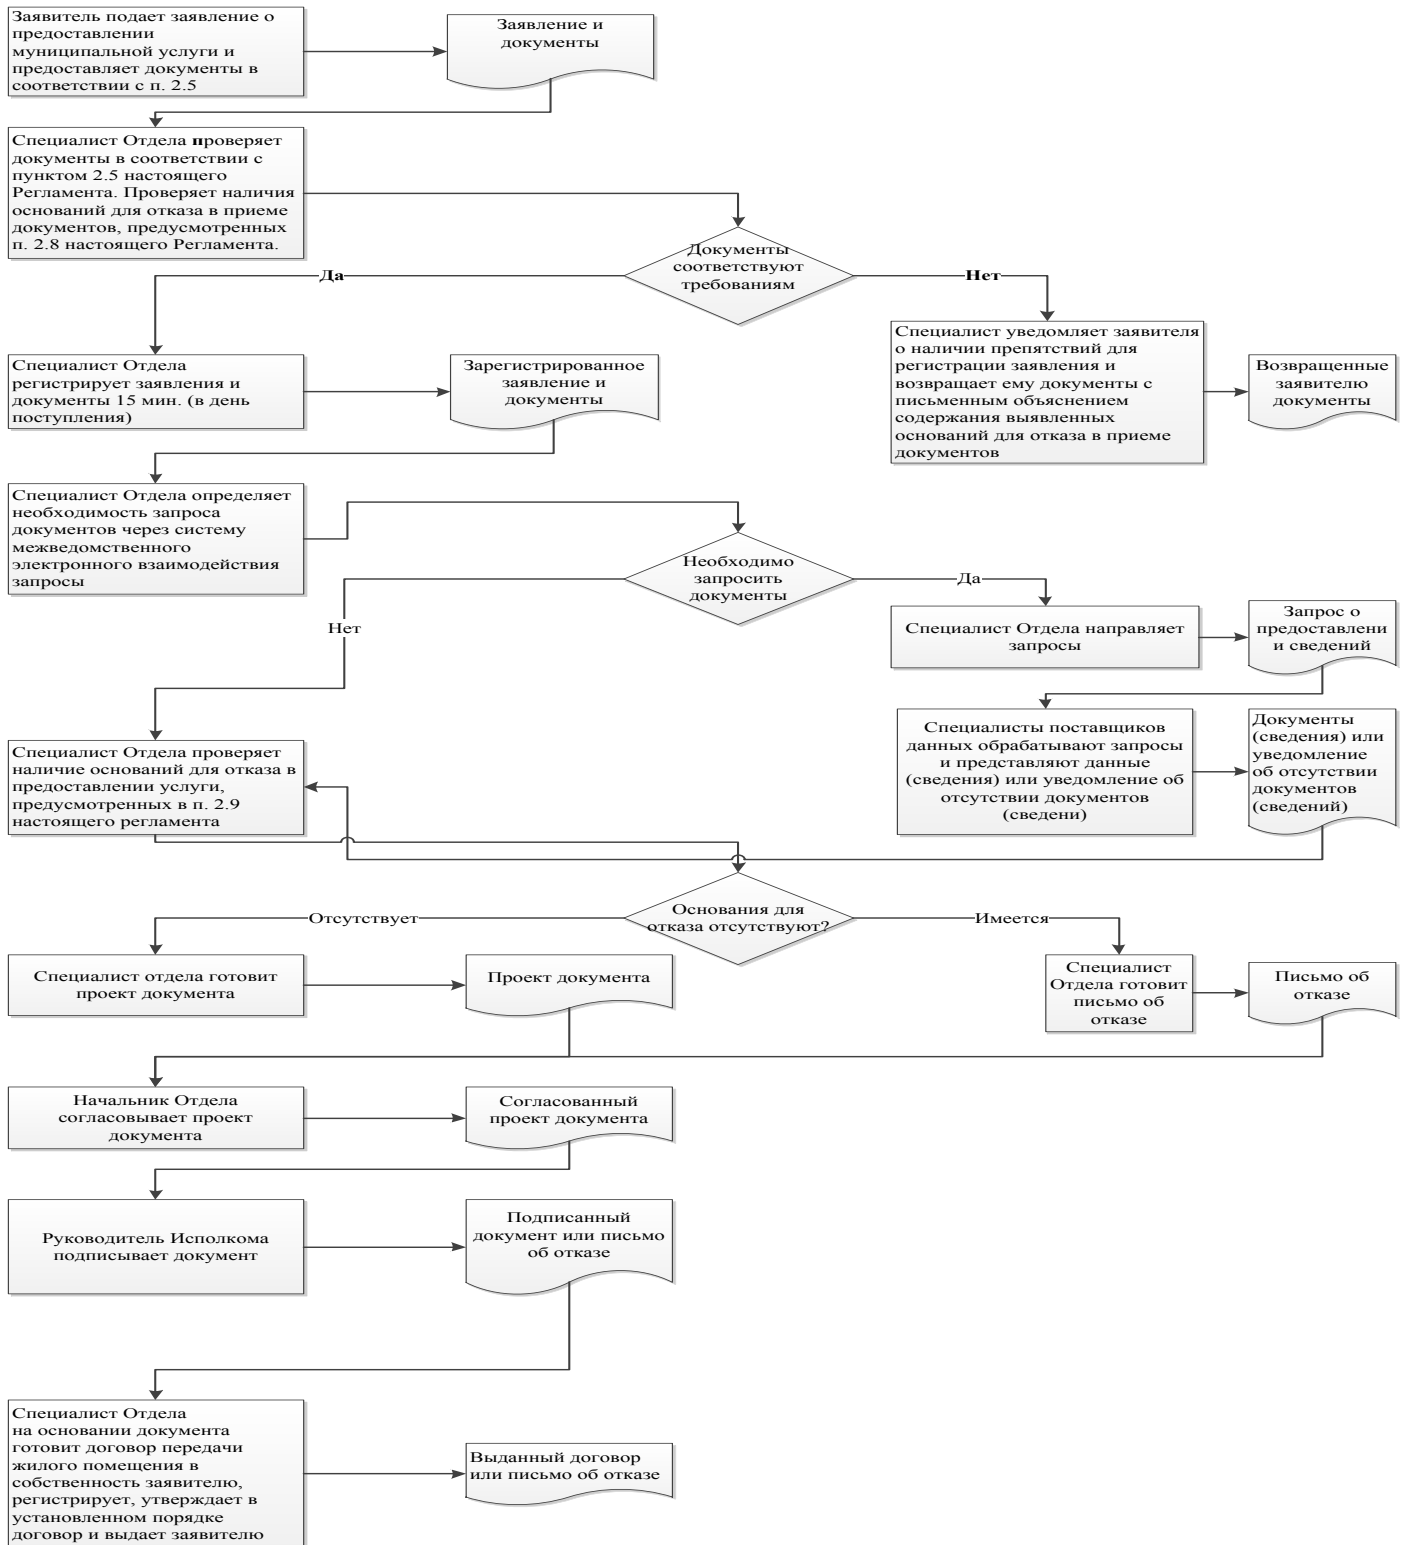 Заявитель подает заявление о
предоставлении
муниципальной услуги и
предоставляет документы в
соответствии с п. 2.5
Заявление и
документы
Специалист Отдела проверяет
документы в соответствии с
пунктом 2.5 настоящего
Регламента. Проверяет наличия
оснований для отказа в приеме
документов, предусмотренных
п. 2.8 настоящего Регламента.
Документы
соответствуют
требованиям
Да
Нет
Специалист Отдела
регистрирует заявления и
документы 15 мин. (в день
поступления)
Зарегистрированное
заявление и
документы
Специалист уведомляет заявителя
о наличии препятствий для
регистрации заявления и
возвращает ему документы с
письменным объяснением
содержания выявленных
оснований для отказа в приеме
документов
Возвращенные
заявителю
документы
Специалист Отдела определяет
необходимость запроса
документов через систему
межведомственного
электронного взаимодействия
запросы
Необходимо
запросить
документы
Да
Нет
Специалист Отдела направляет
запросы
Запрос о
предоставлени
и сведений
Специалисты поставщиков
данных обрабатывают запросы
и представляют данные
(сведения) или уведомление об
отсутствии документов
(сведени)
Документы
(сведения) или
уведомление
об отсутствии
документов
(сведений)
Специалист Отдела проверяет
наличие оснований для отказа в
предоставлении услуги,
предусмотренных в п. 2.9
настоящего регламента
Основания для
отказа отсутствуют?
Отсутствует
Имеется
Специалист отдела готовит
проект документа
Проект документа
Специалист
Отдела готовит
письмо об
отказе
Письмо об
отказе
Начальник Отдела
согласовывает проект
документа
Согласованный
проект документа
Руководитель Исполкома
подписывает документ
Подписанный
документ или письмо
об отказе
Специалист Отдела
на основании документа
готовит договор передачи
жилого помещения в
собственность заявителю,
регистрирует, утверждает в
установленном порядке
договор и выдает заявителю
Выданный договор
или письмо об отказе